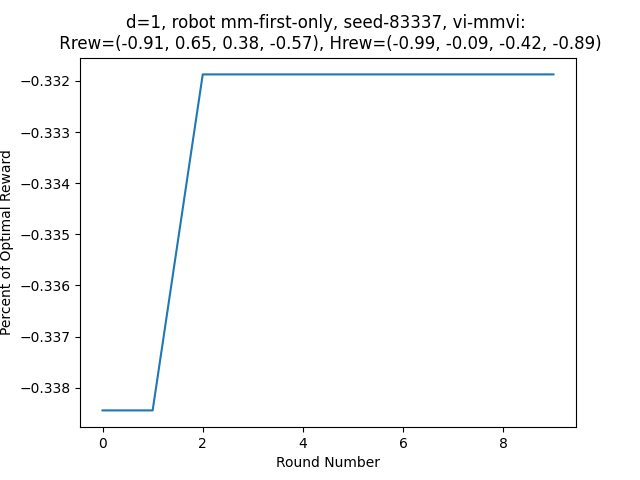 d=1, robot mm-first-only, seed-83337, vi-mmvi:
Rrew=(-0.91, 0.65, 0.38, -0.57), Hrew=(-0.99, -0.09, -0.42, -0.89)
−0.332
−0.333
−0.334
−0.335
−0.336
−0.337
−0.338
Percent of Optimal Reward
0 2 4 6 8
Round Number